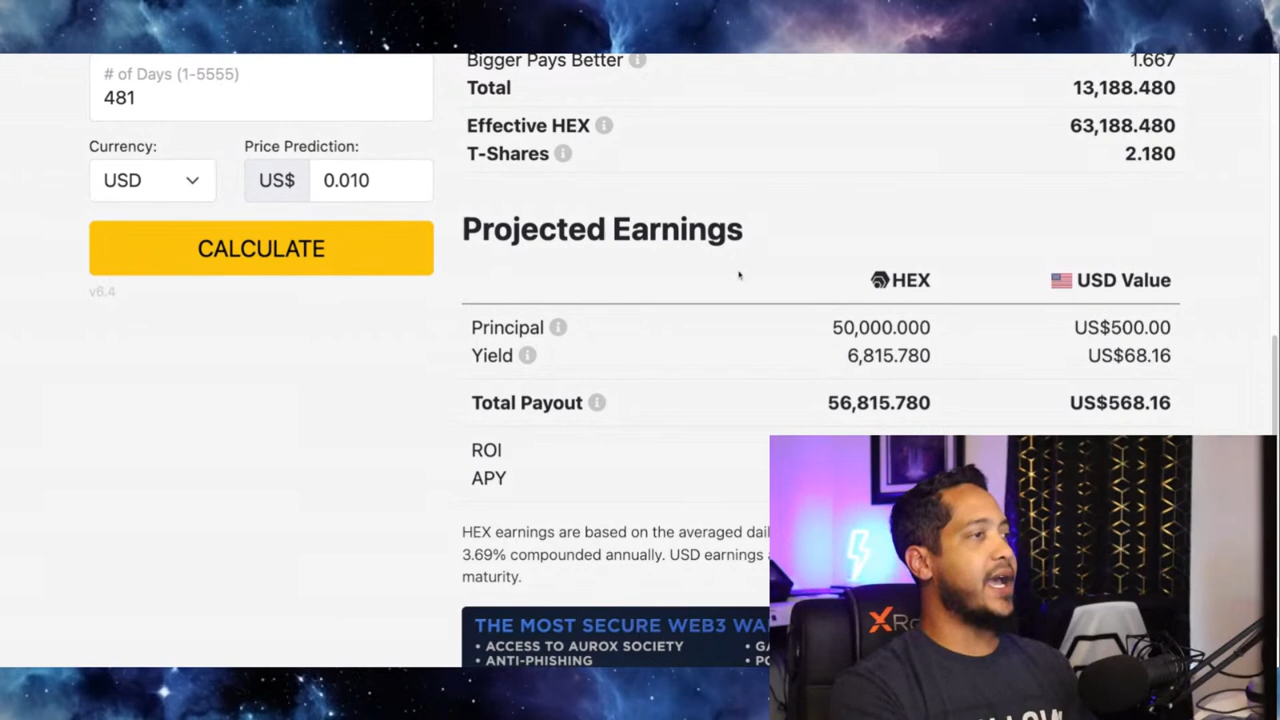 # of Days (1-5555)
481
Currency:
Price Prediction:
USD
US$
0.010
CALCULATE
v6.4
Bigger Pays Better 1.667
Total 13,188.480
Effective HEX 63,188.480
T-Shares 2.180
Projected Earnings
HEX USD Value
Principal 50,000.000 US$500.00
Yield 6,815.780 US$68.16
Total Payout 56,815.780 US$568.16
ROI
APY
HEX earnings are based on the averaged
3.69% compounded annually. USD earnings
maturity.
THE MOST SECURE WEB3
• ACCESS TO AUROX SOCIETY
• ANTI-PHISHING